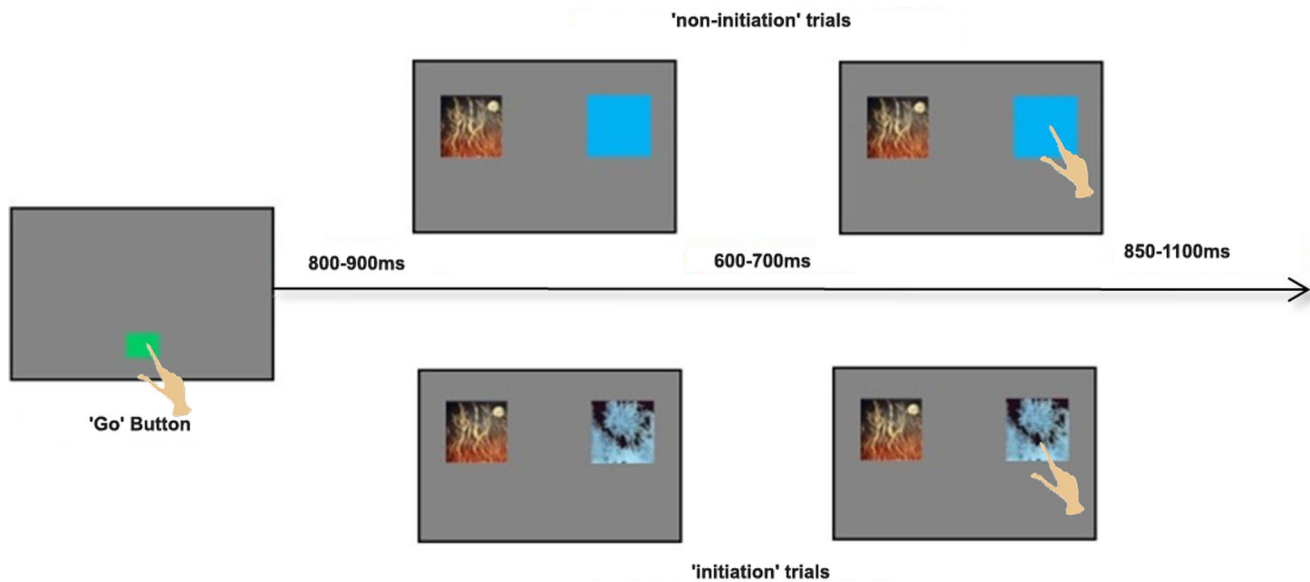 'non-initiation' trials
800-900ms
600-700ms
850-1100ms
'Go' Button
'initiation' trials